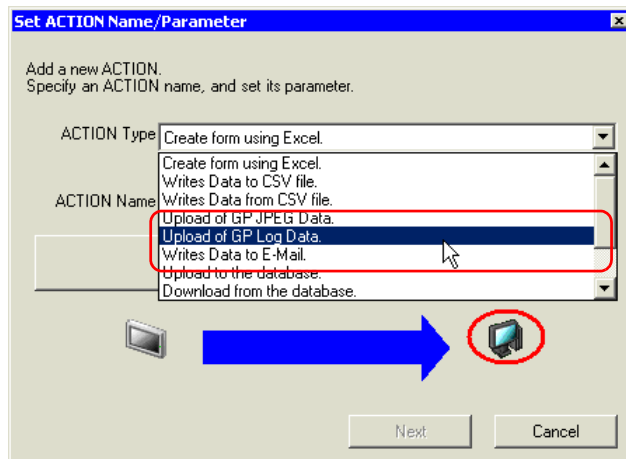 Set ACTION Name/Parameter
Add a new ACTION.
Specify an ACTION name, and set its parameter.
ACTION Type
Create form using Excel.
Create form using Excel.
Writes Data to CSV file.
ACTION Name
Writes Data from CSV file.
Upload of GP JPEG Data.
Upload of GP Log Data.
Writes Data to E-Mail.
Upload to the database.
Download from the database.
Next
Cancel